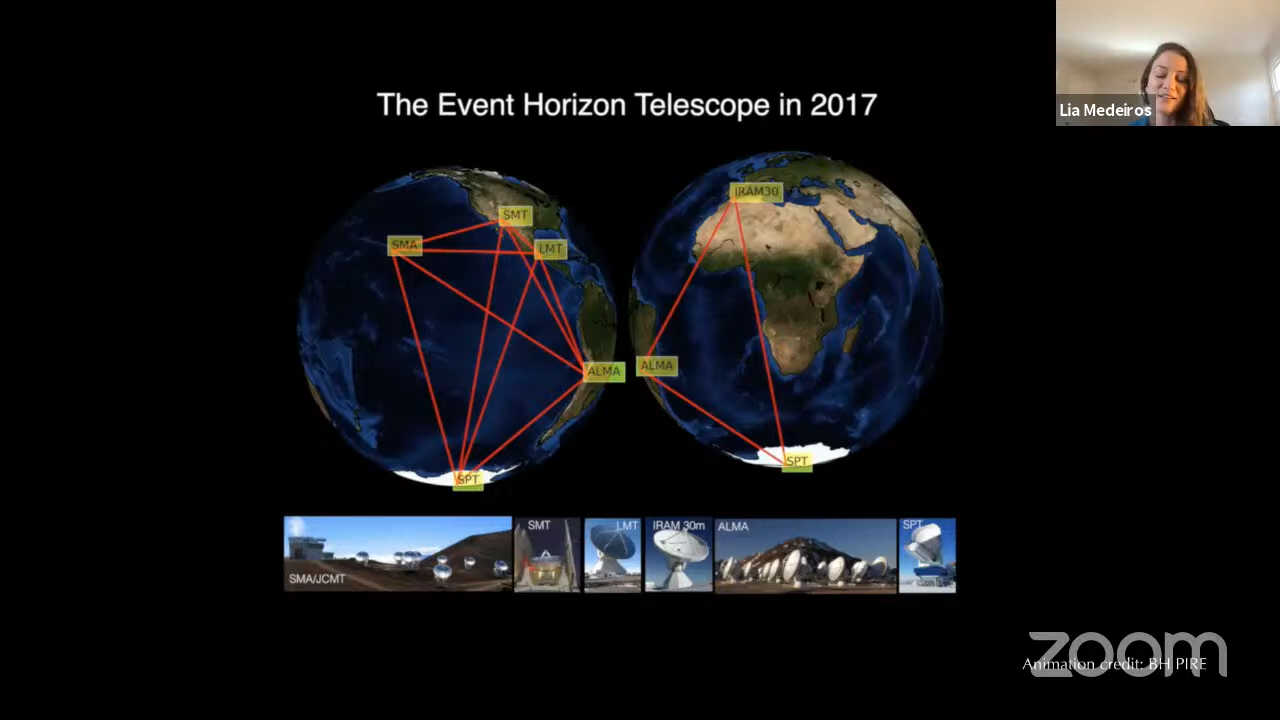 Lia Medeiros
The Event Horizon Telescope in 2017
IRAM30
SMT
SMA
LMT
ALMA
ALMA
SPT
SPT
SMA/JCMT
SMT
LMT
IRAM 30m
ALMA
SPT
zoom
Animation credit: BH PIRE